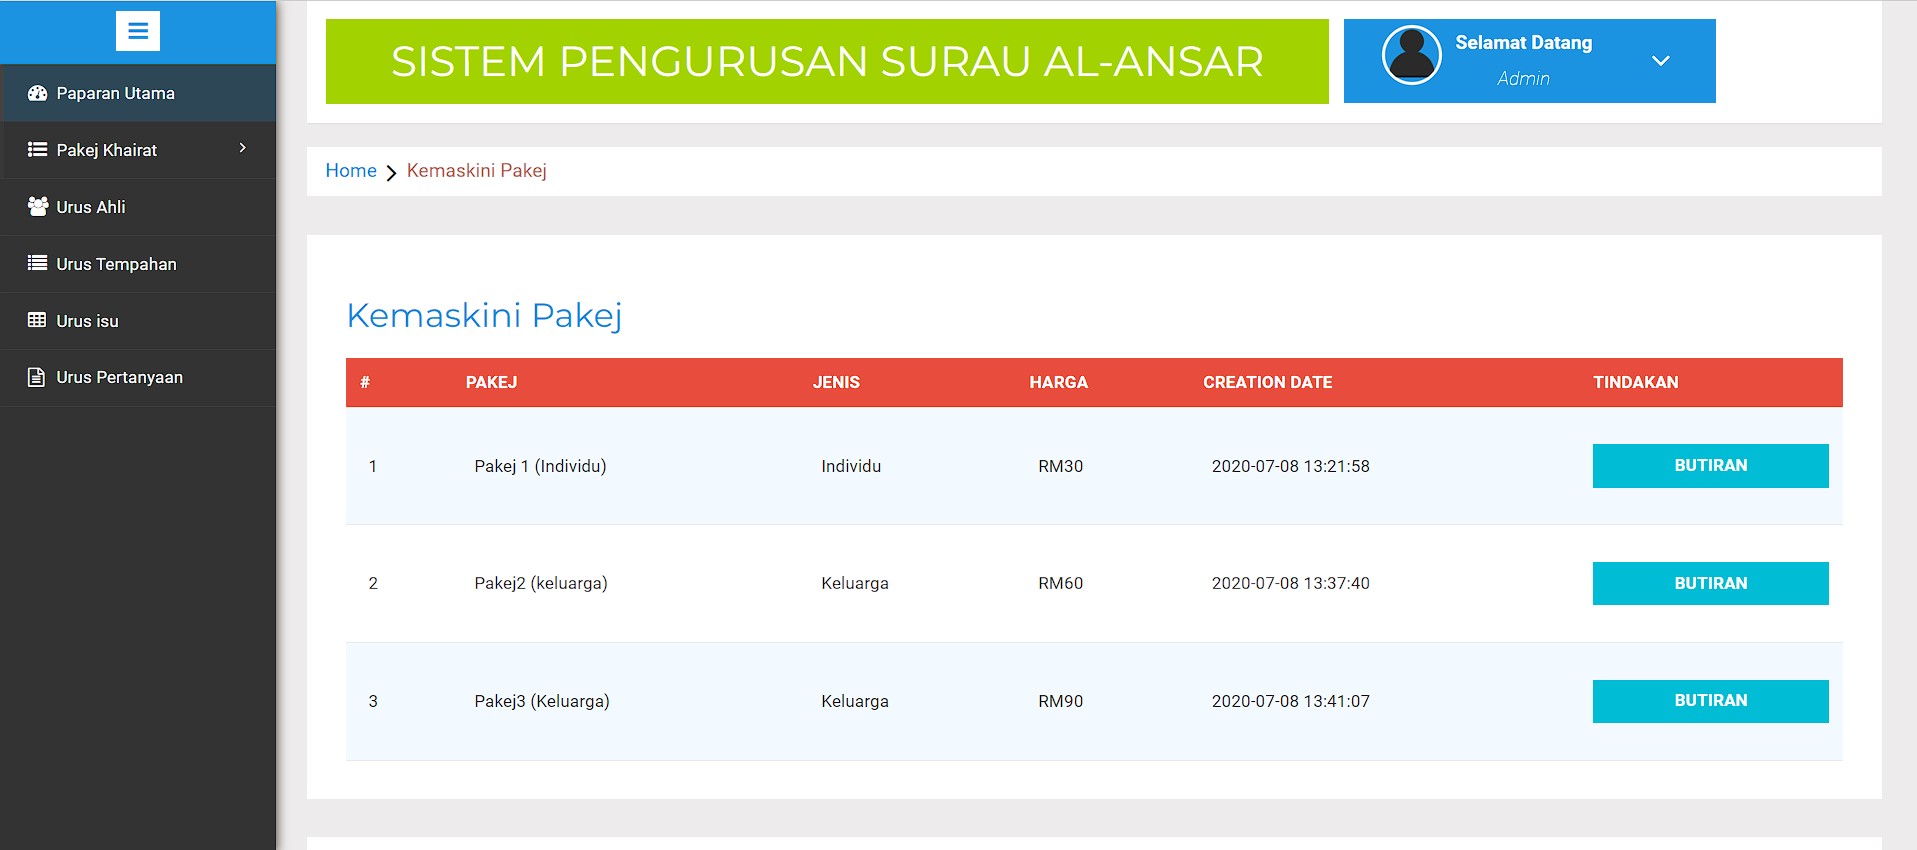 SISTEM PENGURUSAN SURAU AL-ANSAR
Selamat Datang
Admin
Paparan Utama
Pakej Khairat
Urus Ahli
Urus Tempahan
Urus isu
Urus Pertanyaan
Home Kemaskini Pakej
Kemaskini Pakej
# PAKEJ JENIS HARGA CREATION DATE TINDAKAN
1 Pakej 1 (Individu) Individu RM30 2020-07-08 13:21:58 BUTIRAN
2 Pakej2 (keluarga) Keluarga RM60 2020-07-08 13:37:40 BUTIRAN
3 Pakej3 (Keluarga) Keluarga RM90 2020-07-08 13:41:07 BUTIRAN